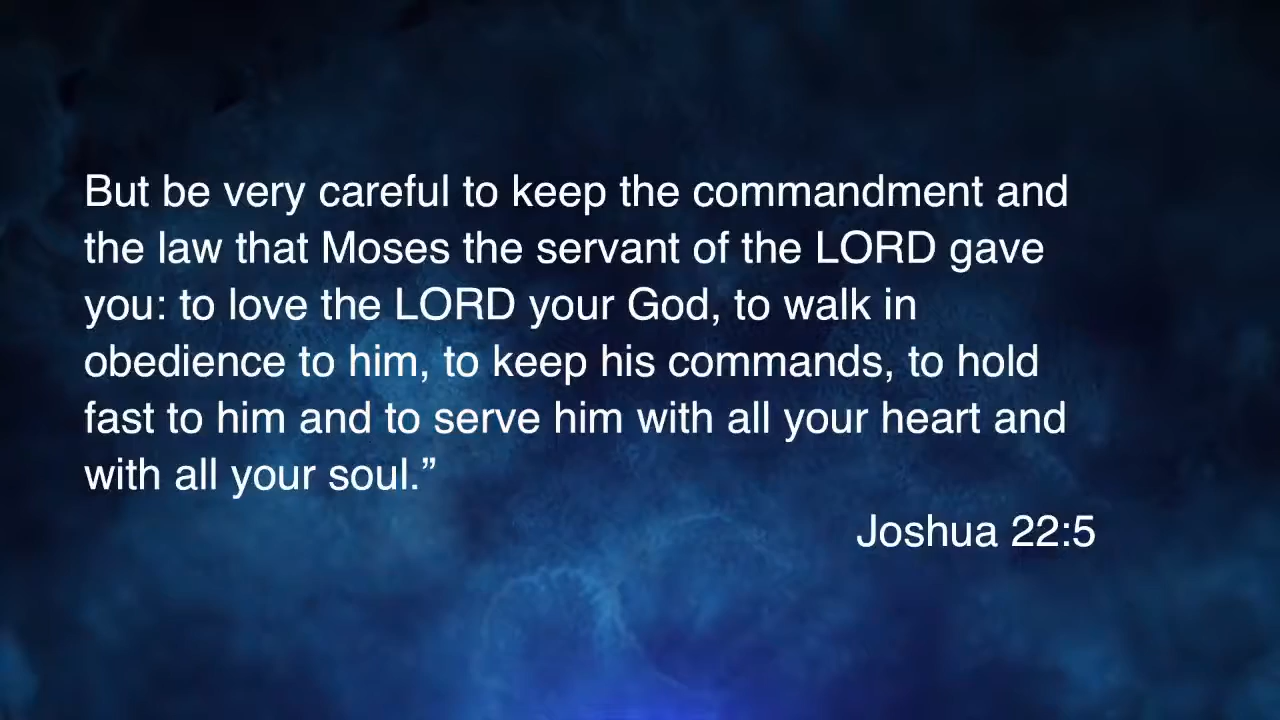 But be very careful to keep the commandment and
the law that Moses the servant of the LORD gave
you: to love the LORD your God, to walk in
obedience to him, to keep his commands, to hold
fast to him and to serve him with all your heart and
with all your soul.”
Joshua 22:5